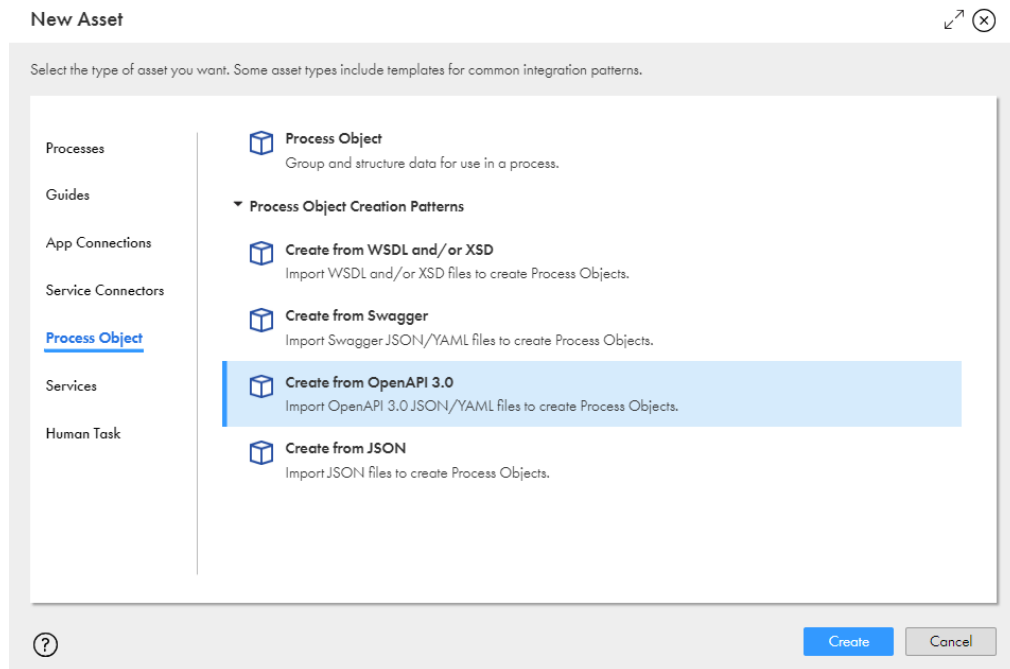 New Asset
Select the type of asset you want. Some asset types include templates for common integration patterns.
Processes
Guides
App Connections
Service Connectors
Process Object
Services
Human Task
Process Object
Group and structure data for use in a process.
Process Object Creation Patterns
Create from WSDL and/or XSD
Import WSDL and/or XSD files to create Process Objects.
Create from Swagger
Import Swagger JSON/YAML files to create Process Objects.
Create from OpenAPI 3.0
Import OpenAPI 3.0 JSON/YAML files to create Process Objects.
Create from JSON
Import JSON files to create Process Objects.
?
Create
Cancel